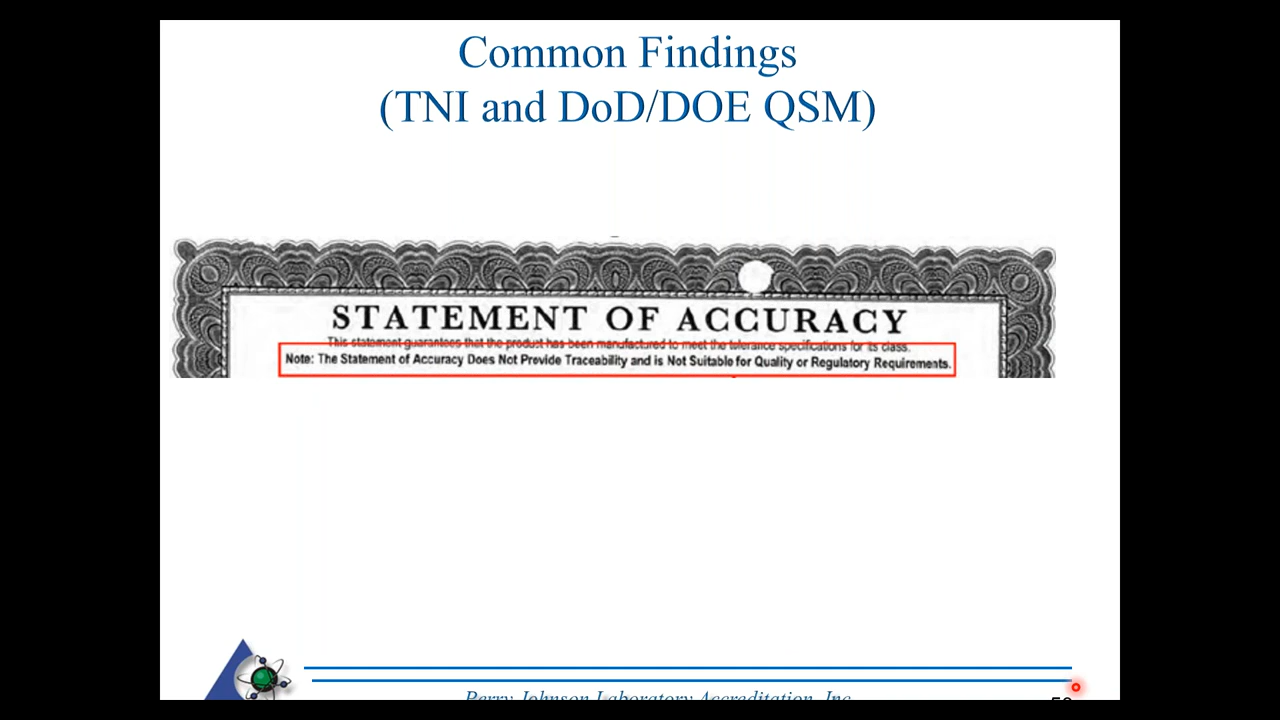 Common Findings
(TNI and DoD/DOE QSM)
STATEMENT OF ACCURACY
This statement guarantees that the product has been manufactured to meet the tolerance specifications for its class.
Note: The Statement of Accuracy Does Not Provide Traceability and is Not Suitable for Quality or Regulatory Requirements.
Perry Johnson Laboratory Accreditation, Inc.